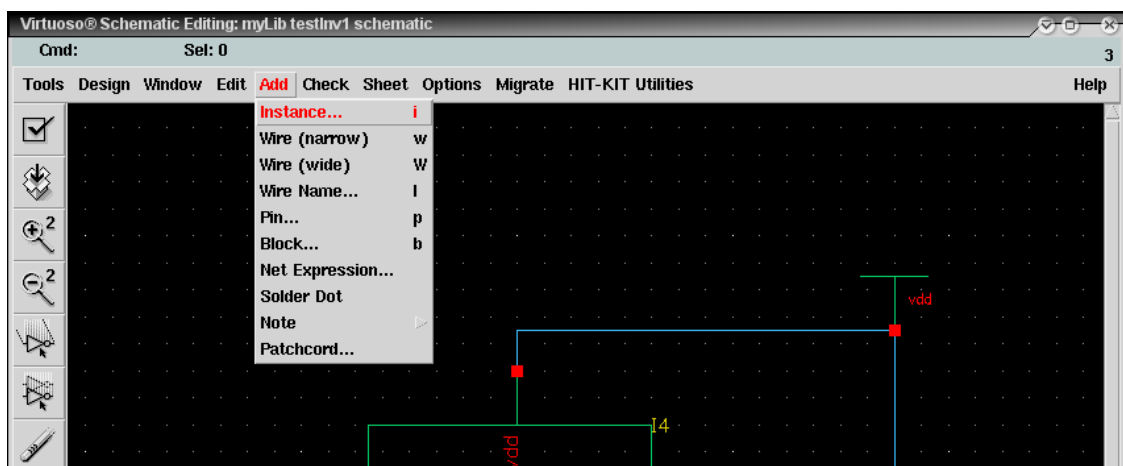 Virtuoso® Schematic Editing: myLib testInv1 schematic
Cmd: Sel: 0
3
Tools Design Window Edit Add Check Sheet Options Migrate HIT-KIT Utilities Help
Instance... i
Wire (narrow) w
Wire (wide) W
Wire Name... l
Pin... p
Block... b
Net Expression...
Solder Dot
Note
Patchcord...
2
2
vdd
I4